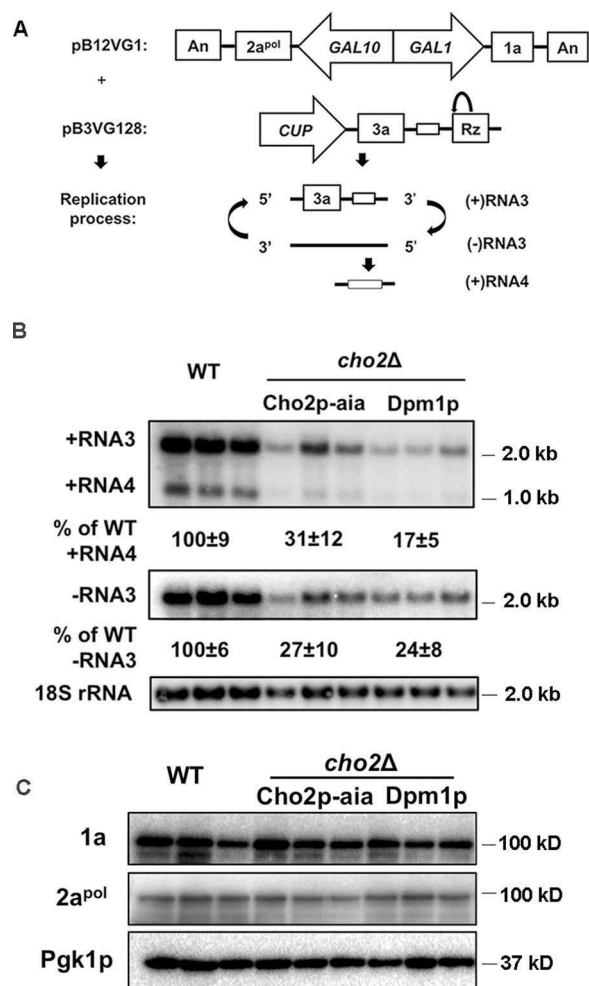 A
pB12VG1:
An 2aᵖᵒˡ GAL10 GAL1 1a An
+
pB3VG128:
CUP 3a Rz
Replication
process:
5’ 3a 3’ (+)RNA3
3’ 5’ (-)RNA3
(+)RNA4
B
WT cho2Δ
Cho2p-aia Dpm1p
+RNA3
2.0 kb
+RNA4
1.0 kb
% of WT
+RNA4
100±9 31±12 17±5
-RNA3
2.0 kb
% of WT
-RNA3
100±6 27±10 24±8
18S rRNA
2.0 kb
C
WT cho2Δ
Cho2p-aia Dpm1p
1a
100 kD
2aᵖᵒˡ
100 kD
Pgk1p
37 kD